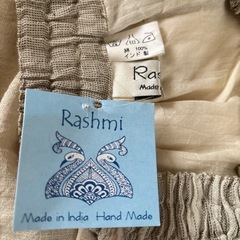 綿 100%
インド 製
Ras
Made
Rashmi
Made in India Hand Made